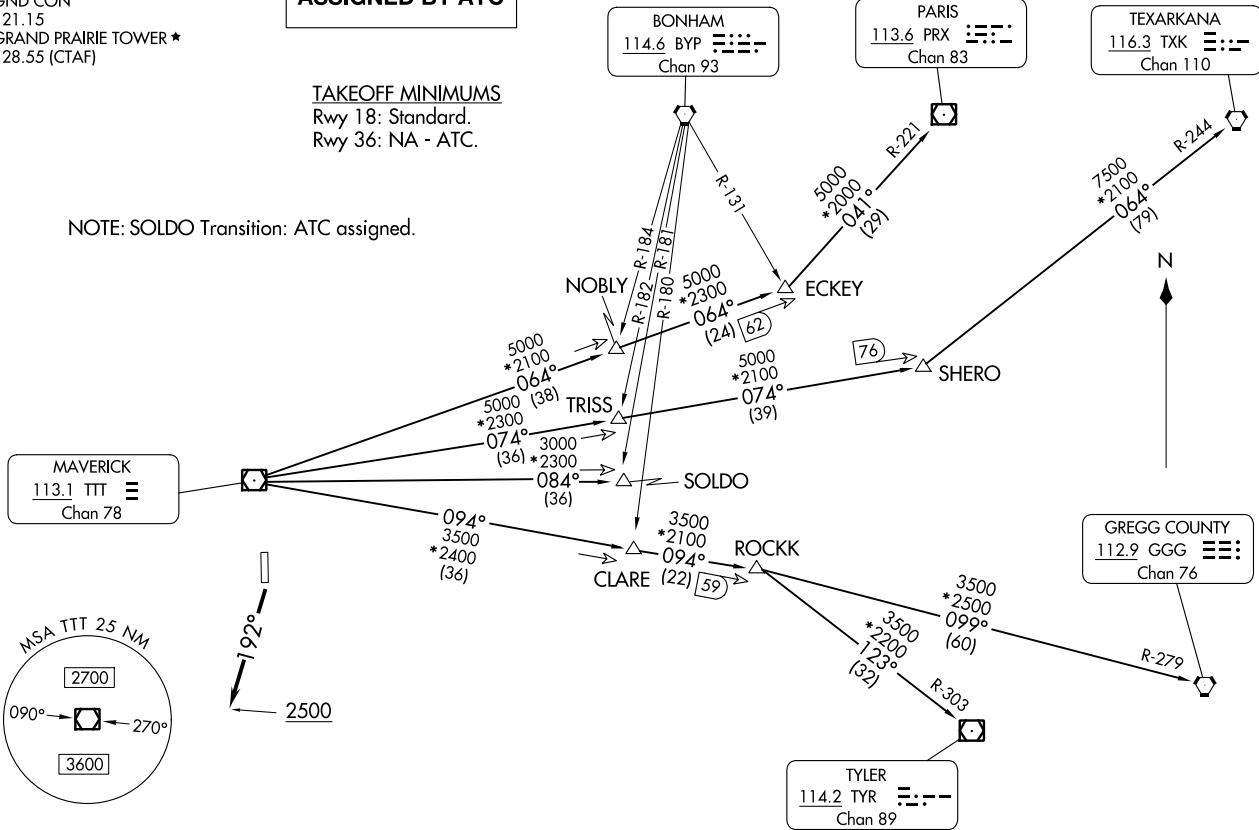 GND CON
21.15
GRAND PRAIRIE TOWER ★
28.55 (CTAF)
ASSIGNED BY ATC
TAKEOFF MINIMUMS
Rwy 18: Standard.
Rwy 36: NA - ATC.
NOTE: SOLDO Transition: ATC assigned.
BONHAM
114.6 BYP
Chan 93
PARIS
113.6 PRX
Chan 83
TEXARKANA
116.3 TXK
Chan 110
R-221
R-244
R-131
5000
*2000
041°
(29)
7500
*2100
064°
(79)
N
R-184
R-181
R-182
R-180
NOBLY
5000
*2300
064°
(24)
62
ECKEY
5000
*2100
064°
(38)
76
SHERO
5000
*2100
074°
(39)
TRISS
5000
*2300
074°
(36)
3000
*2300
084°
(36)
SOLDO
MAVERICK
113.1 TTT
Chan 78
094°
3500
*2400
(36)
CLARE
3500
*2100
094°
(22)
59
ROCKK
GREGG COUNTY
112.9 GGG
Chan 76
3500
*2500
099°
(60)
R-279
3500
*2200
123°
(32)
R-303
192°
2500
MSA TTT 25 NM
2700
090°
270°
3600
TYLER
114.2 TYR
Chan 89